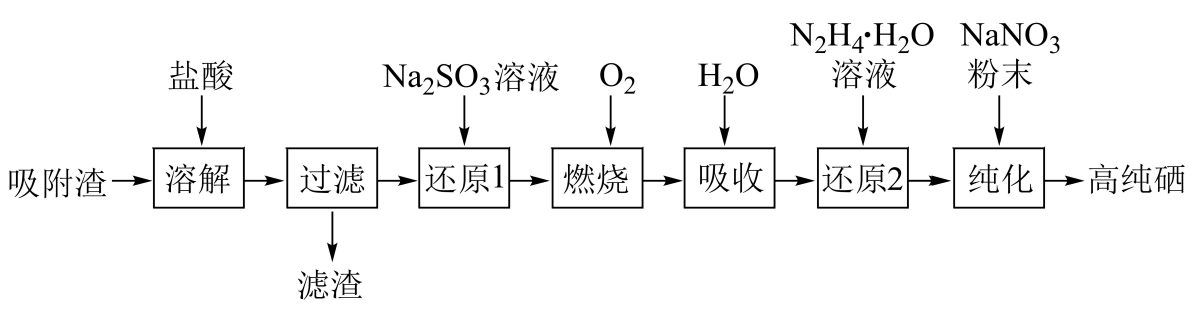 盐酸
Na₂SO₃溶液
O₂
H₂O
N₂H₄·H₂O
溶液
NaNO₃
粉末
吸附渣
溶解
过滤
还原1
燃烧
吸收
还原2
纯化
高纯硒
滤渣